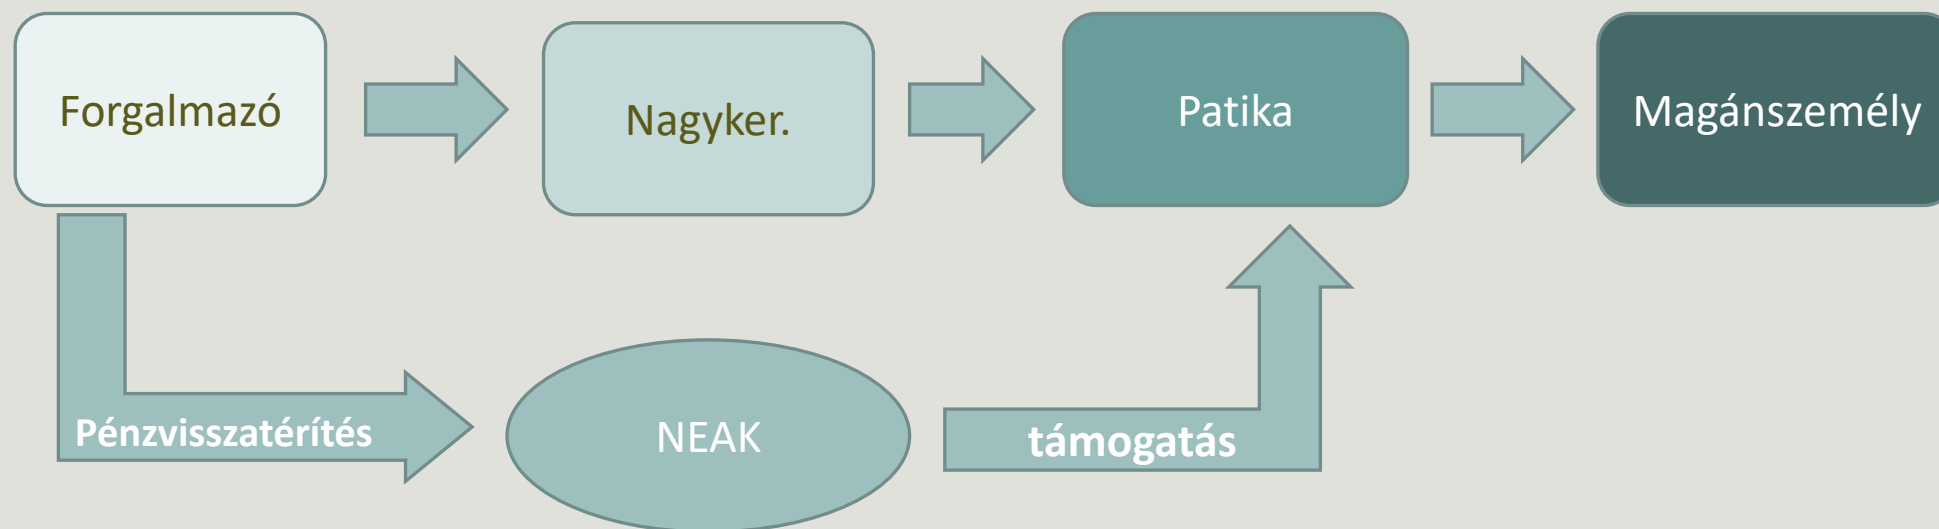 Forgalmazó
Nagyker.
Patika
Magánszemély
Pénzvisszatérítés
NEAK
támogatás